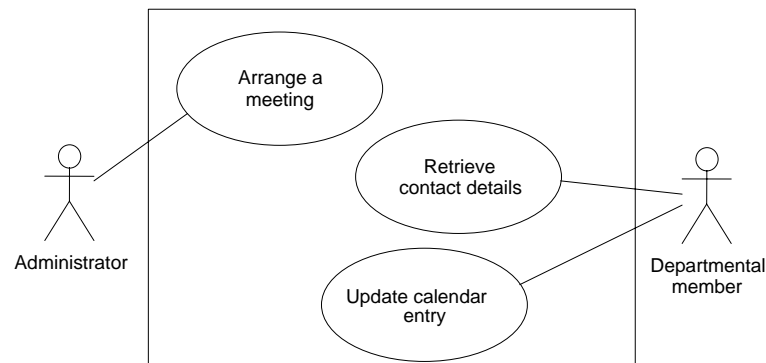 Arrange a
meeting
Retrieve
contact details
Administrator
Departmental
member
Update calendar
entry